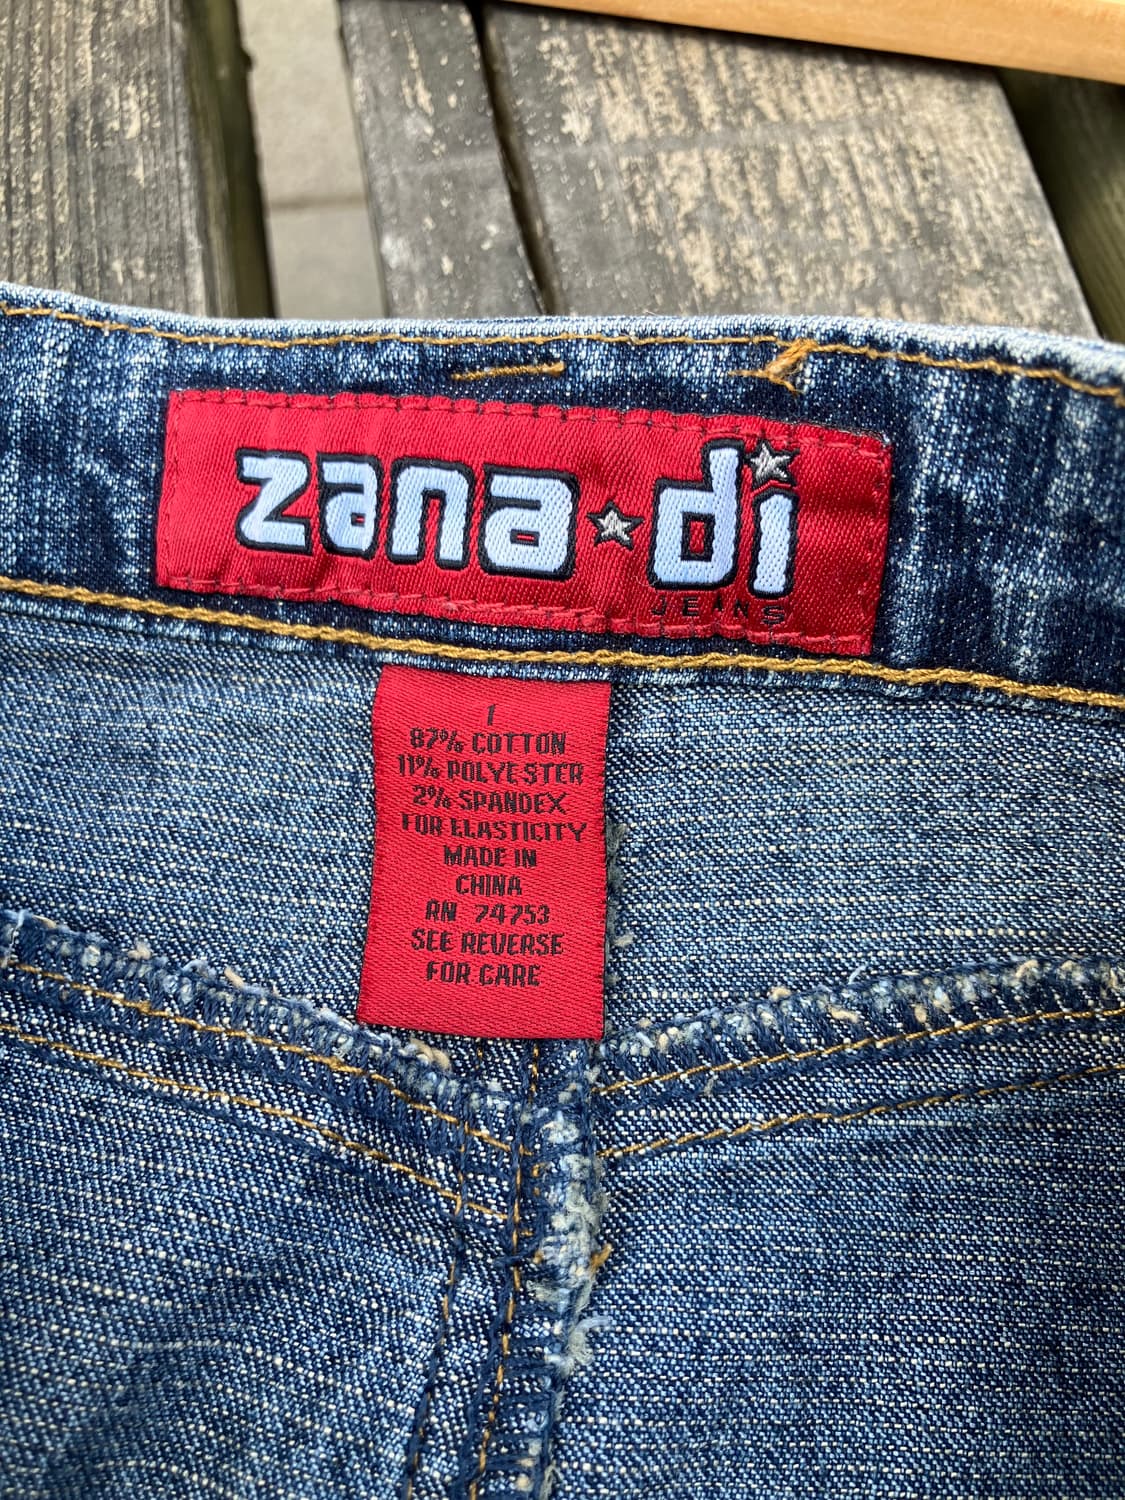 zana★di
JEANS
1
87% COTTON
11% POLYESTER
2% SPANDEX
FOR ELASTICITY
MADE IN
CHINA
RN 74753
SEE REVERSE
FOR CARE